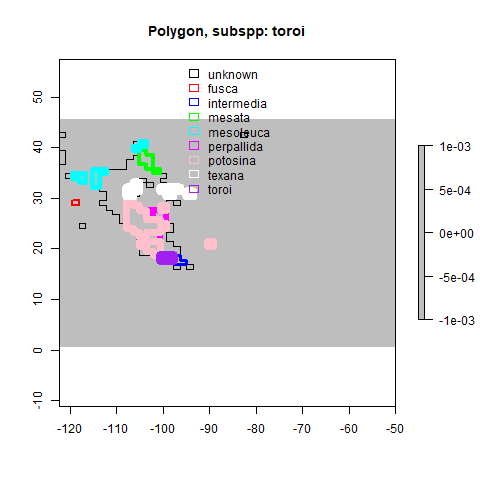 Polygon, subspp: toroi
unknown
fusca
intermedia
mesata
mesoleuca
perpallida
potosina
texana
toroi
50
40
30
20
10
0
-10
-120
-110
-100
-90
-80
-70
-60
-50
1e-03
5e-04
0e+00
-5e-04
-1e-03